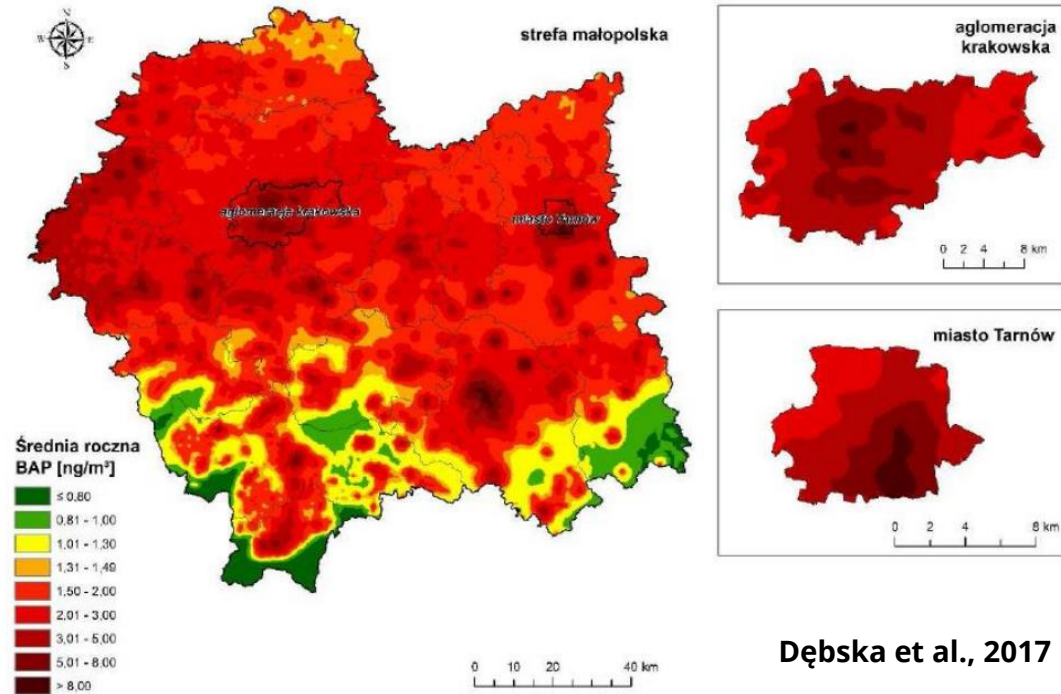 N
W
E
S
strefa małopolska
aglomeracja krakowska
miasto Tarnów
Średnia roczna
BAP [ng/m³]
≤ 0,80
0,81 - 1,00
1,01 - 1,30
1,31 - 1,49
1,50 - 2,00
2,01 - 3,00
3,01 - 5,00
5,01 - 8,00
> 8,00
0 10 20 40 km
aglomeracja
krakowska
0 2 4 8 km
miasto Tarnów
0 2 4 8 km
Dębska et al., 2017